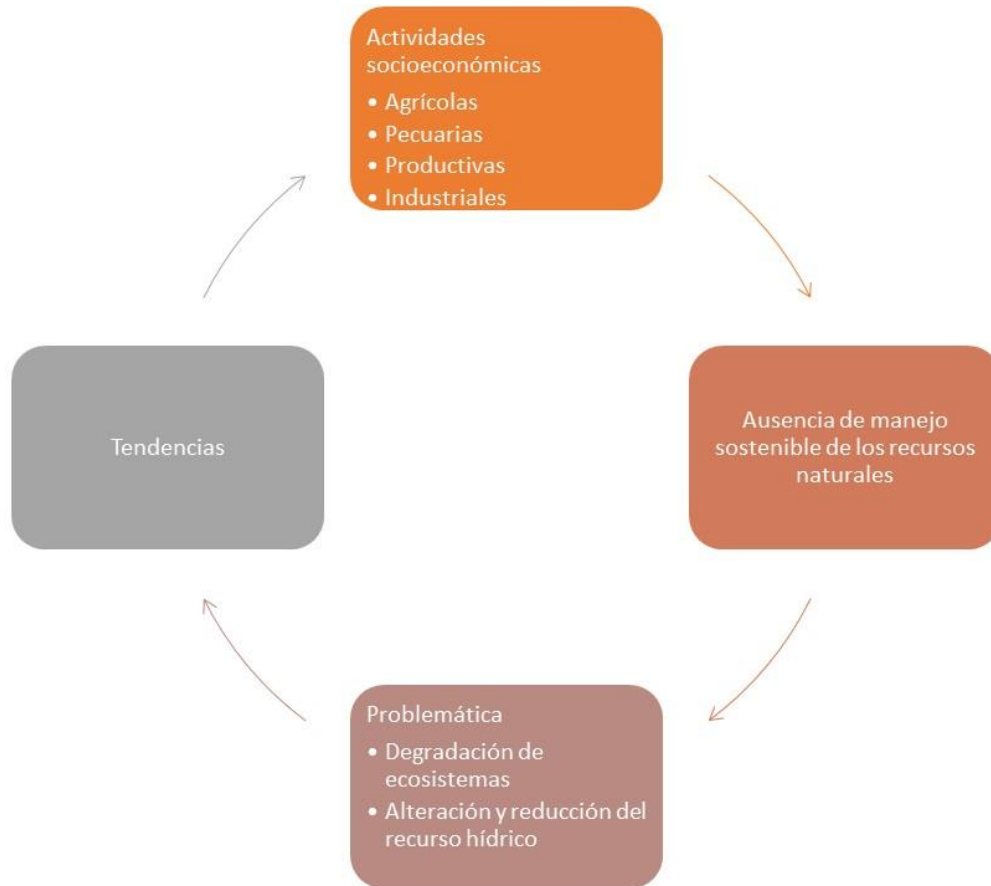 Actividades
socioeconómicas
• Agrícolas
• Pecuarias
• Productivas
• Industriales
Ausencia de manejo
sostenible de los recursos
naturales
Problemática
• Degradación de
ecosistemas
• Alteración y reducción del
recurso hídrico
Tendencias